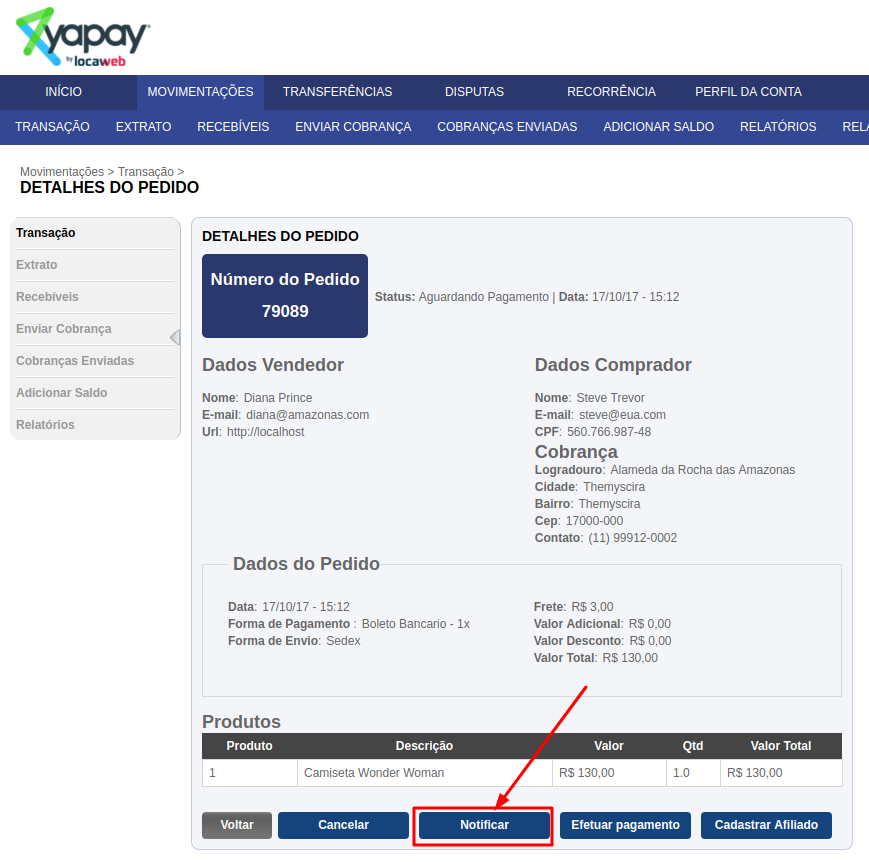 yapay
by locaweb
INÍCIO MOVIMENTAÇÕES TRANSFERÊNCIAS DISPUTAS RECORRÊNCIA PERFIL DA CONTA
TRANSAÇÃO EXTRATO RECEBÍVEIS ENVIAR COBRANÇA COBRANÇAS ENVIADAS ADICIONAR SALDO RELATÓRIOS RELA
Movimentações > Transação >
DETALHES DO PEDIDO
Transação
Extrato
Recebíveis
Enviar Cobrança
Cobranças Enviadas
Adicionar Saldo
Relatórios
DETALHES DO PEDIDO
Número do Pedido
79089
Status: Aguardando Pagamento | Data: 17/10/17 - 15:12
Dados Vendedor
Nome: Diana Prince
E-mail: diana@amazonas.com
Url: http://localhost
Dados Comprador
Nome: Steve Trevor
E-mail: steve@eua.com
CPF: 560.766.987-48
Cobrança
Logradouro: Alameda da Rocha das Amazonas
Cidade: Themyscira
Bairro: Themyscira
Cep: 17000-000
Contato: (11) 99912-0002
Dados do Pedido
Data: 17/10/17 - 15:12
Forma de Pagamento : Boleto Bancario - 1x
Forma de Envio: Sedex
Frete: R$ 3,00
Valor Adicional: R$ 0,00
Valor Desconto: R$ 0,00
Valor Total: R$ 130,00
Produtos
Produto Descrição Valor Qtd Valor Total
1 Camiseta Wonder Woman R$ 130,00 1.0 R$ 130,00
Voltar Cancelar Notificar Efetuar pagamento Cadastrar Afiliado